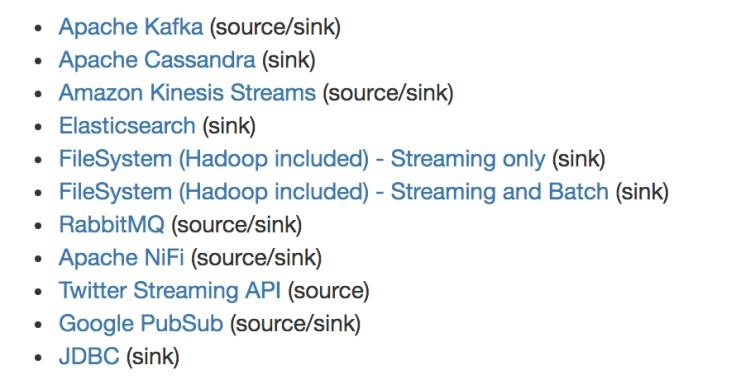 Apache Kafka (source/sink)
Apache Cassandra (sink)
Amazon Kinesis Streams (source/sink)
Elasticsearch (sink)
FileSystem (Hadoop included) - Streaming only (sink)
FileSystem (Hadoop included) - Streaming and Batch (sink)
RabbitMQ (source/sink)
Apache NiFi (source/sink)
Twitter Streaming API (source)
Google PubSub (source/sink)
JDBC (sink)